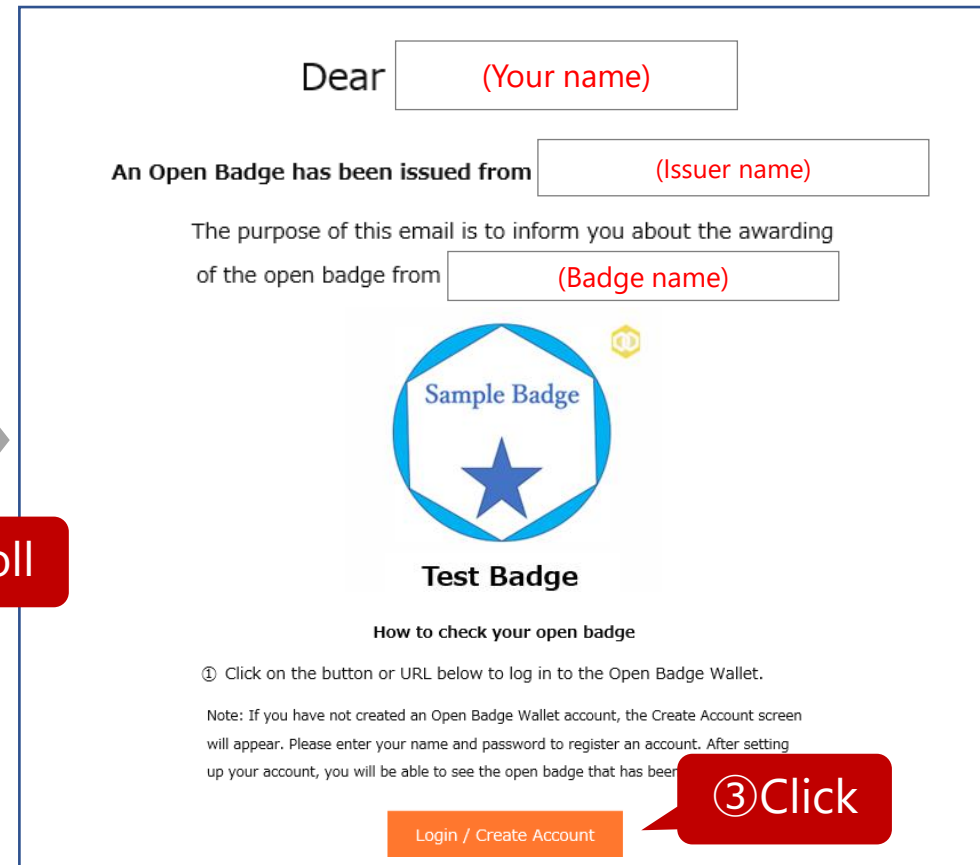 Dear (Your name)
An Open Badge has been issued from (Issuer name)
The purpose of this email is to inform you about the awarding
of the open badge from (Badge name)
Sample Badge
Test Badge
How to check your open badge
① Click on the button or URL below to log in to the Open Badge Wallet.
Note: If you have not created an Open Badge Wallet account, the Create Account screen
will appear. Please enter your name and password to register an account. After setting
up your account, you will be able to see the open badge that has been
③Click
Login / Create Account